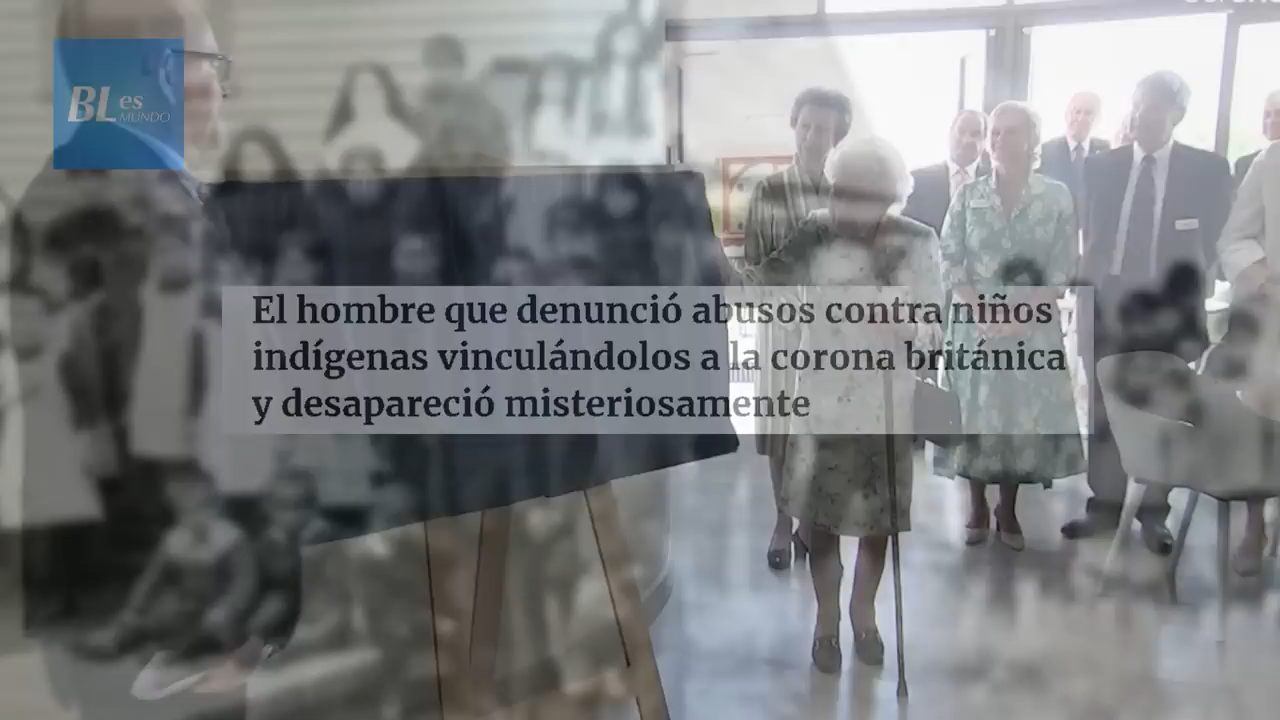 BL es
MUNDO
El hombre que denunció abusos contra niños
indígenas vinculándolos a la corona británica
y desapareció misteriosamente